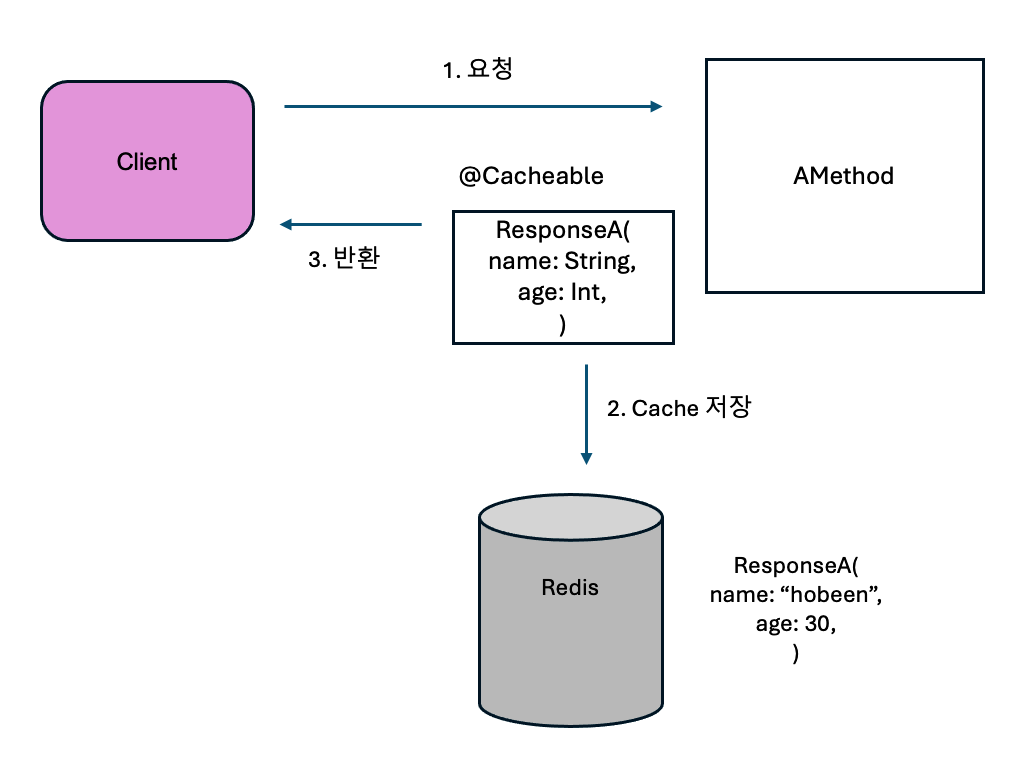 1. 요청
Client
AMethod
@Cacheable
ResponseA(
name: String,
age: Int,
)
3. 반환
2. Cache 저장
Redis
ResponseA(
name: “hobeen”,
age: 30,
)